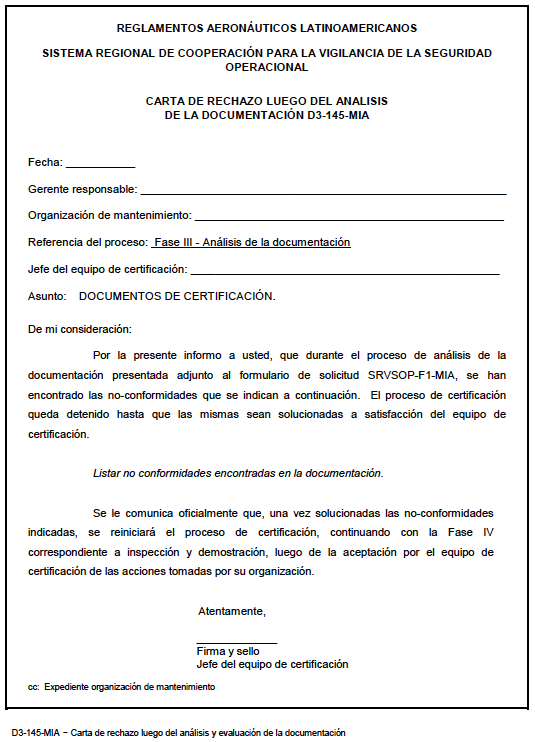 REGLAMENTOS AERONÁUTICOS LATINOAMERICANOS
SISTEMA REGIONAL DE COOPERACIÓN PARA LA VIGILANCIA DE LA SEGURIDAD
OPERACIONAL
CARTA DE RECHAZO LUEGO DEL ANALISIS
DE LA DOCUMENTACIÓN D3-145-MIA
Fecha: ___________
Gerente responsable: ___________
Organización de mantenimiento: ___________
Referencia del proceso: Fase III - Análisis de la documentación
Jefe del equipo de certificación: ___________
Asunto: DOCUMENTOS DE CERTIFICACIÓN.
De mi consideración:
Por la presente informo a usted, que durante el proceso de análisis de la
documentación presentada adjunto al formulario de solicitud SRVSOP-F1-MIA, se han
encontrado las no-conformidades que se indican a continuación. El proceso de certificación
queda detenido hasta que las mismas sean solucionadas a satisfacción del equipo de
certificación.
Listar no conformidades encontradas en la documentación.
Se le comunica oficialmente que, una vez solucionadas las no-conformidades
indicadas, se reiniciará el proceso de certificación, continuando con la Fase IV
correspondiente a inspección y demostración, luego de la aceptación por el equipo de
certificación de las acciones tomadas por su organización.
Atentamente,
_____________
Firma y sello
Jefe del equipo de certificación
cc: Expediente organización de mantenimiento
D3-145-MIA – Carta de rechazo luego del análisis y evaluación de la documentación